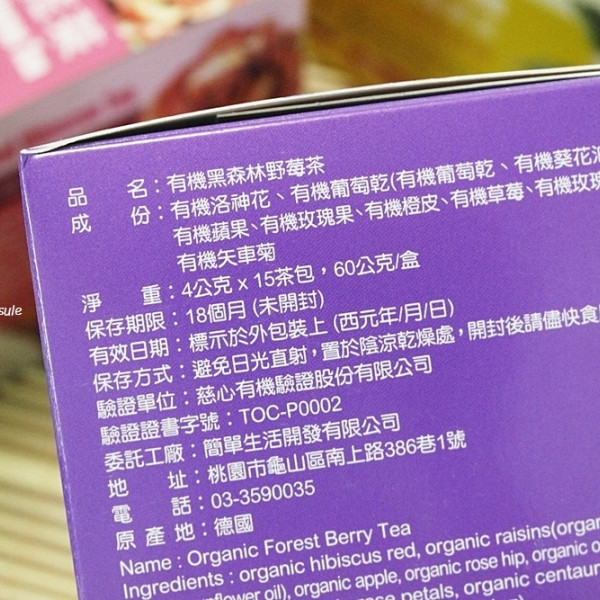 品　　名：有機黑森林野莓茶
成　　份：有機洛神花、有機葡萄乾(有機葡萄乾、有機葵花油
有機蘋果、有機玫瑰果、有機橙皮、有機草莓、有機玫瑰
有機矢車菊
淨　　重：4公克 x 15茶包，60公克/盒
保存期限：18個月 (未開封)
有效日期：標示於外包裝上 (西元年/月/日)
保存方式：避免日光直射，置於陰涼乾燥處，開封後請儘快食
驗證單位：慈心有機驗證股份有限公司
驗證證書字號：TOC-P0002
委託工廠：簡單生活開發有限公司
地　　址：桃園市龜山區南上路386巷1號
電　　話：03-3590035
原 產 地：德國
Name : Organic Forest Berry Tea
Ingredients : organic hibiscus red, organic raisins(organ
flower oil), organic apple, organic rose hip, organic o
rose petals, organic centaur
sule